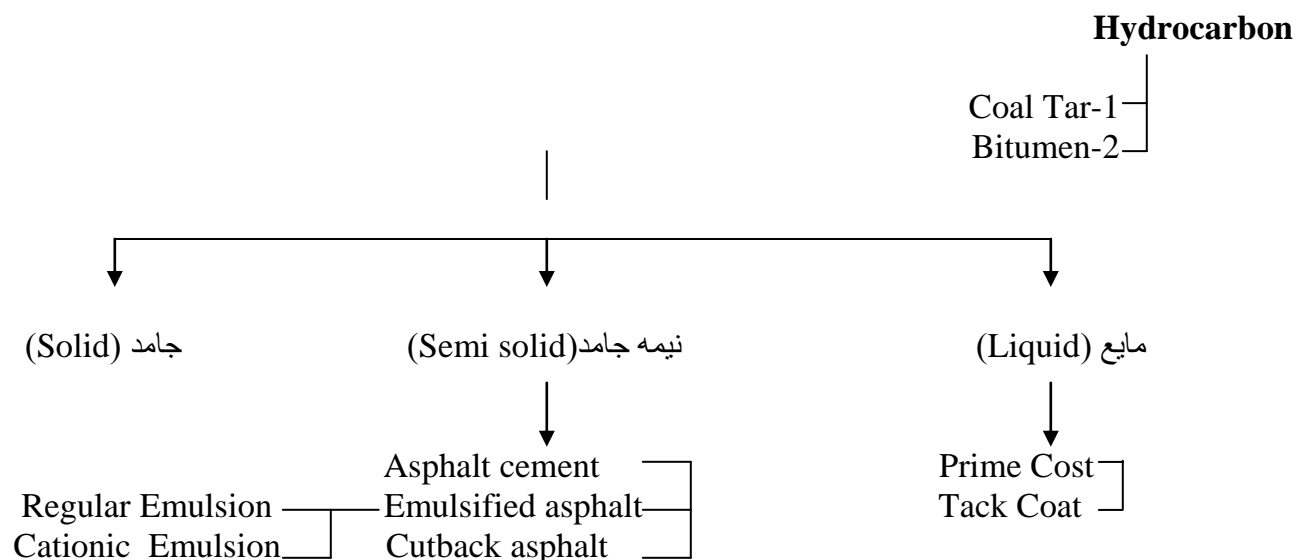 Hydrocarbon
Coal Tar-1
Bitumen-2
جامد (Solid)
نیمه جامد(Semi solid)
مایع (Liquid)
Asphalt cement
Prime Cost
Regular Emulsion
Emulsified asphalt
Tack Coat
Cationic Emulsion
Cutback asphalt